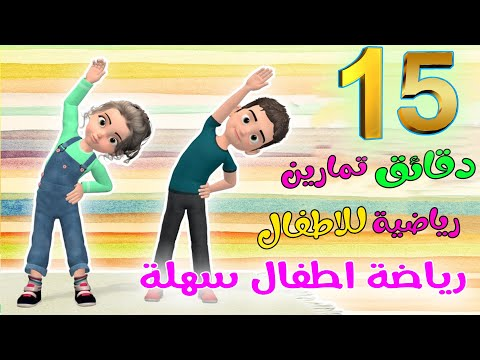 15
دقائق تمارين
رياضية للاطفال
رياضة اطفال سهلة